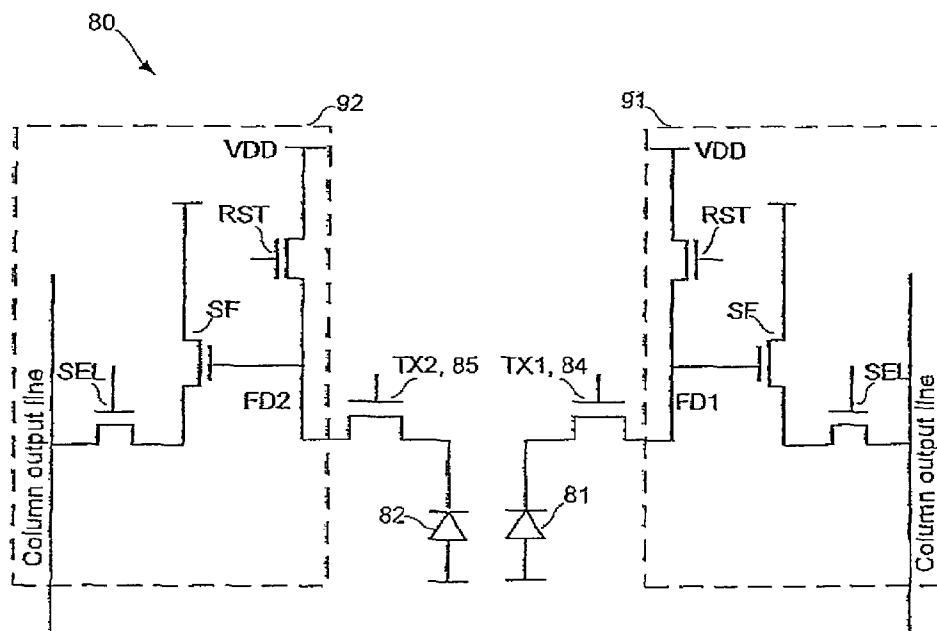 80
92
91
VDD
VDD
RST
RST
SF
SF
SEL
TX2, 85
TX1, 84
SEL
FD2
FD1
Column output line
82
81
Column output line